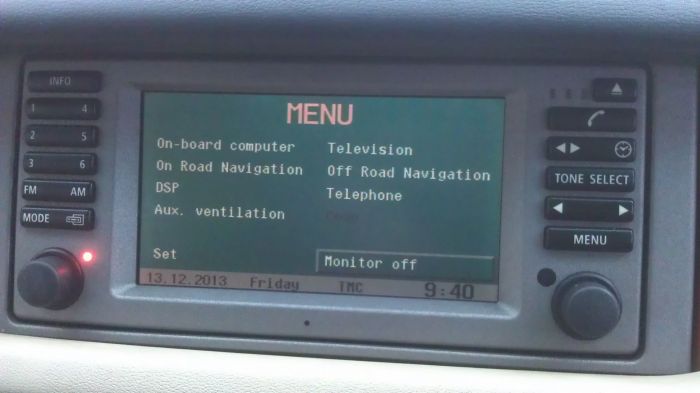 INFO
1 4
2 5
3 6
FM AM
MODE
MENU
On-board computer
Television
On Road Navigation
Off Road Navigation
DSP
Telephone
Aux. ventilation
Set
Monitor off
13.12.2013 Friday TMC 9:40
TONE SELECT
MENU